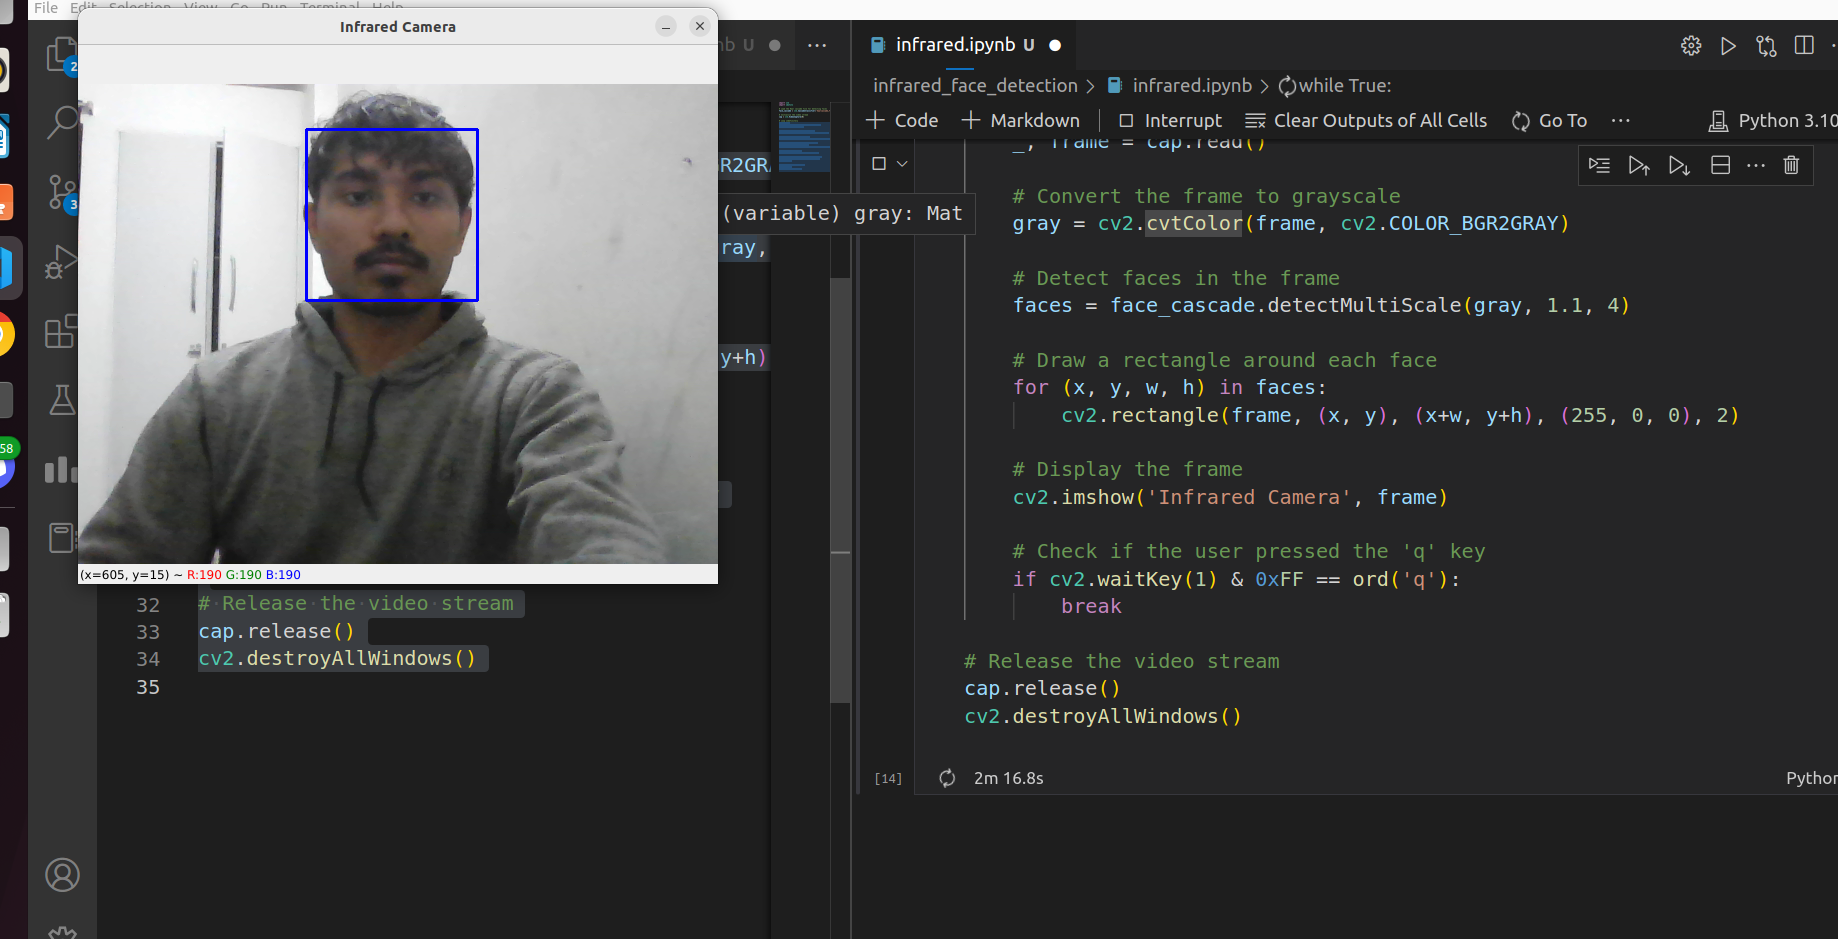 File Edit Selection View Go Run Terminal Help
Infrared Camera
nb U
2
3
58
R2GR
ray,
y+h)
(x=605, y=15) ~ R:190 G:190 B:190
32 # Release the video stream
33 cap.release()
34 cv2.destroyAllWindows()
35
infrared.ipynb U
infrared_face_detection > infrared.ipynb > while True:
Code Markdown Interrupt Clear Outputs of All Cells Go To Python 3.10
_, frame = cap.read()
# Convert the frame to grayscale
(variable) gray: Mat
gray = cv2.cvtColor(frame, cv2.COLOR_BGR2GRAY)
# Detect faces in the frame
faces = face_cascade.detectMultiScale(gray, 1.1, 4)
# Draw a rectangle around each face
for (x, y, w, h) in faces:
cv2.rectangle(frame, (x, y), (x+w, y+h), (255, 0, 0), 2)
# Display the frame
cv2.imshow('Infrared Camera', frame)
# Check if the user pressed the 'q' key
if cv2.waitKey(1) & 0xFF == ord('q'):
break
# Release the video stream
cap.release()
cv2.destroyAllWindows()
[14] 2m 16.8s Python